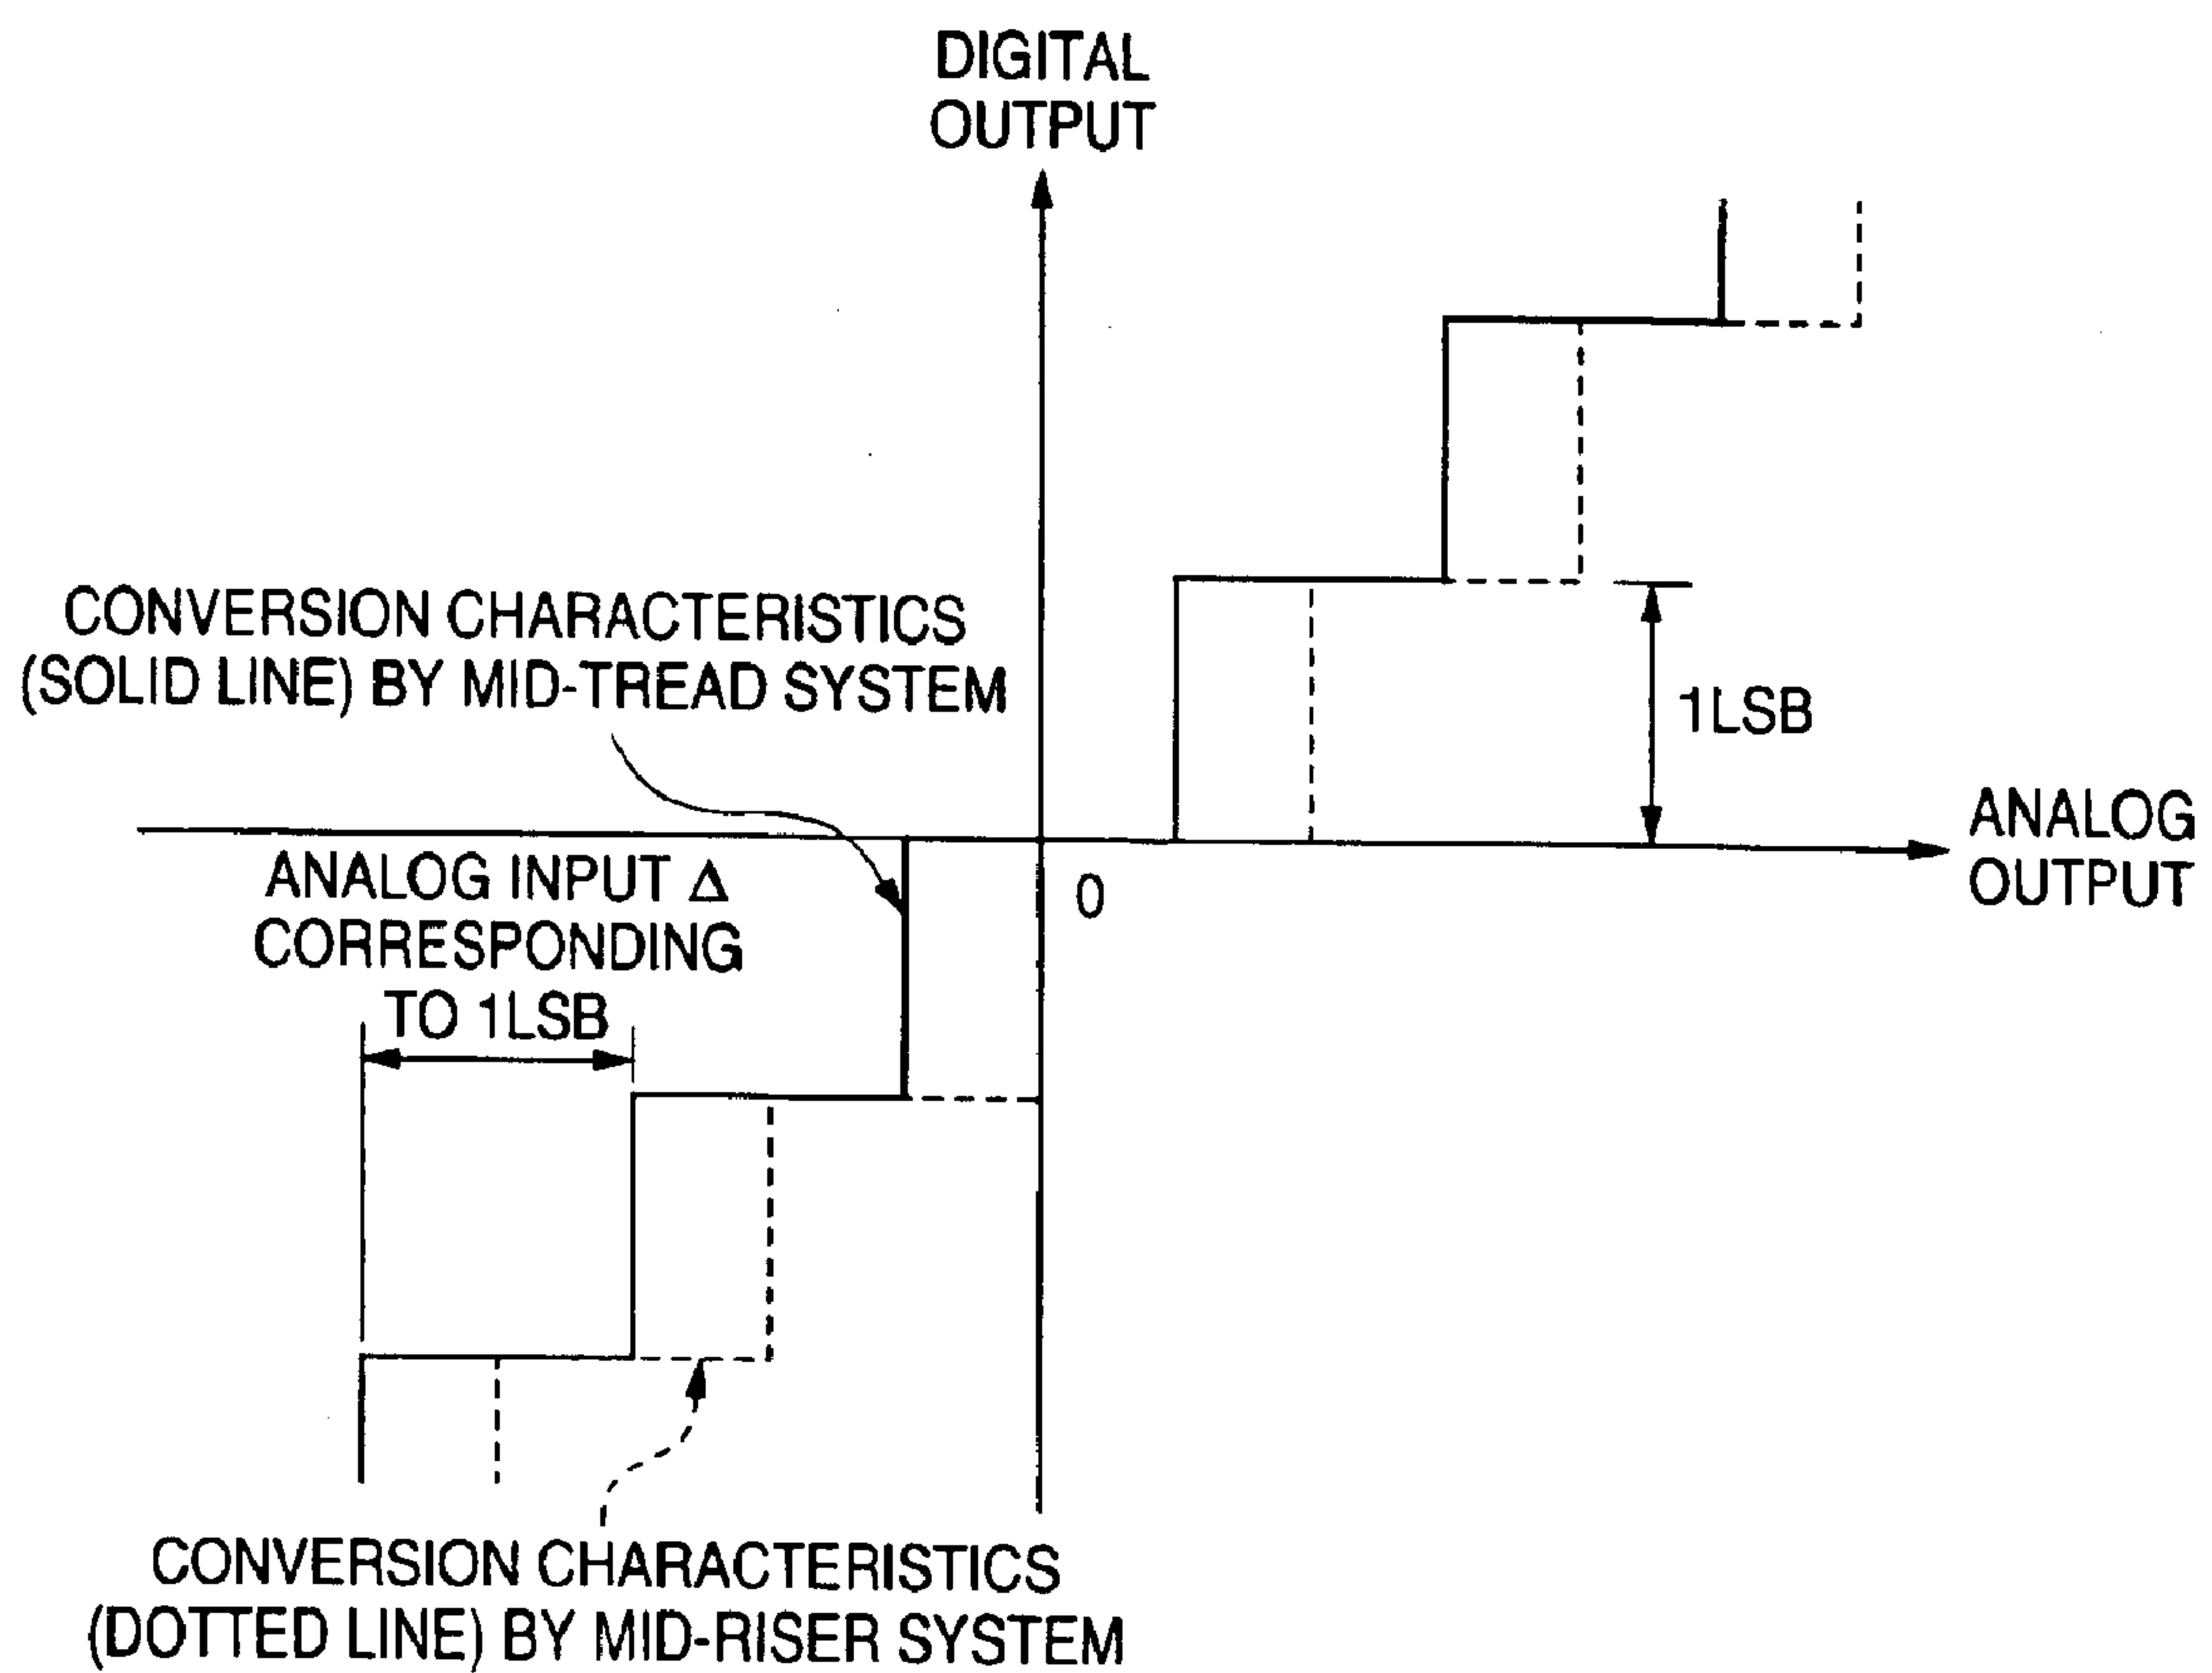 DIGITAL
OUTPUT
CONVERSION CHARACTERISTICS
(SOLID LINE) BY MID-TREAD SYSTEM
1LSB
ANALOG
OUTPUT
ANALOG INPUT Δ
CORRESPONDING
TO 1LSB
0
CONVERSION CHARACTERISTICS
(DOTTED LINE) BY MID-RISER SYSTEM